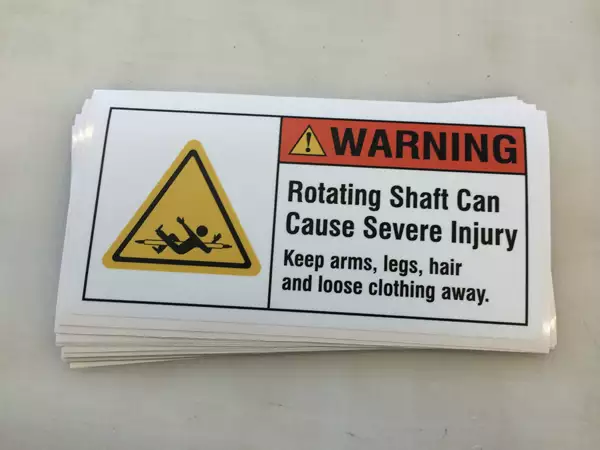 WARNING
Rotating Shaft Can
Cause Severe Injury
Keep arms, legs, hair
and loose clothing away.